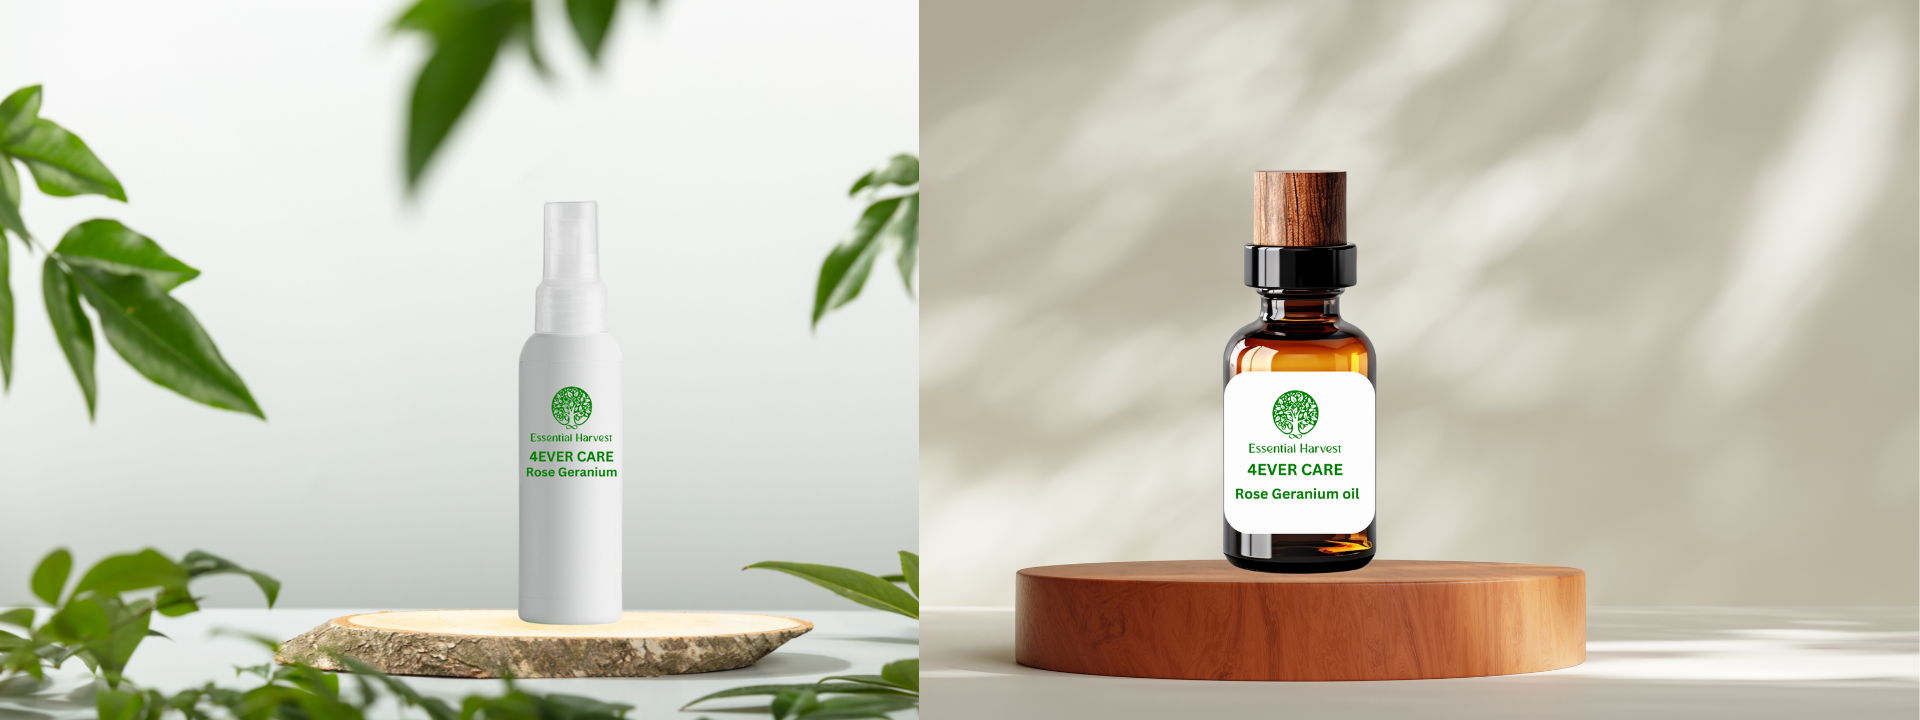 Essential Harvest
4EVER CARE
Rose Geranium
Essential Harvest
4EVER CARE
Rose Geranium oil